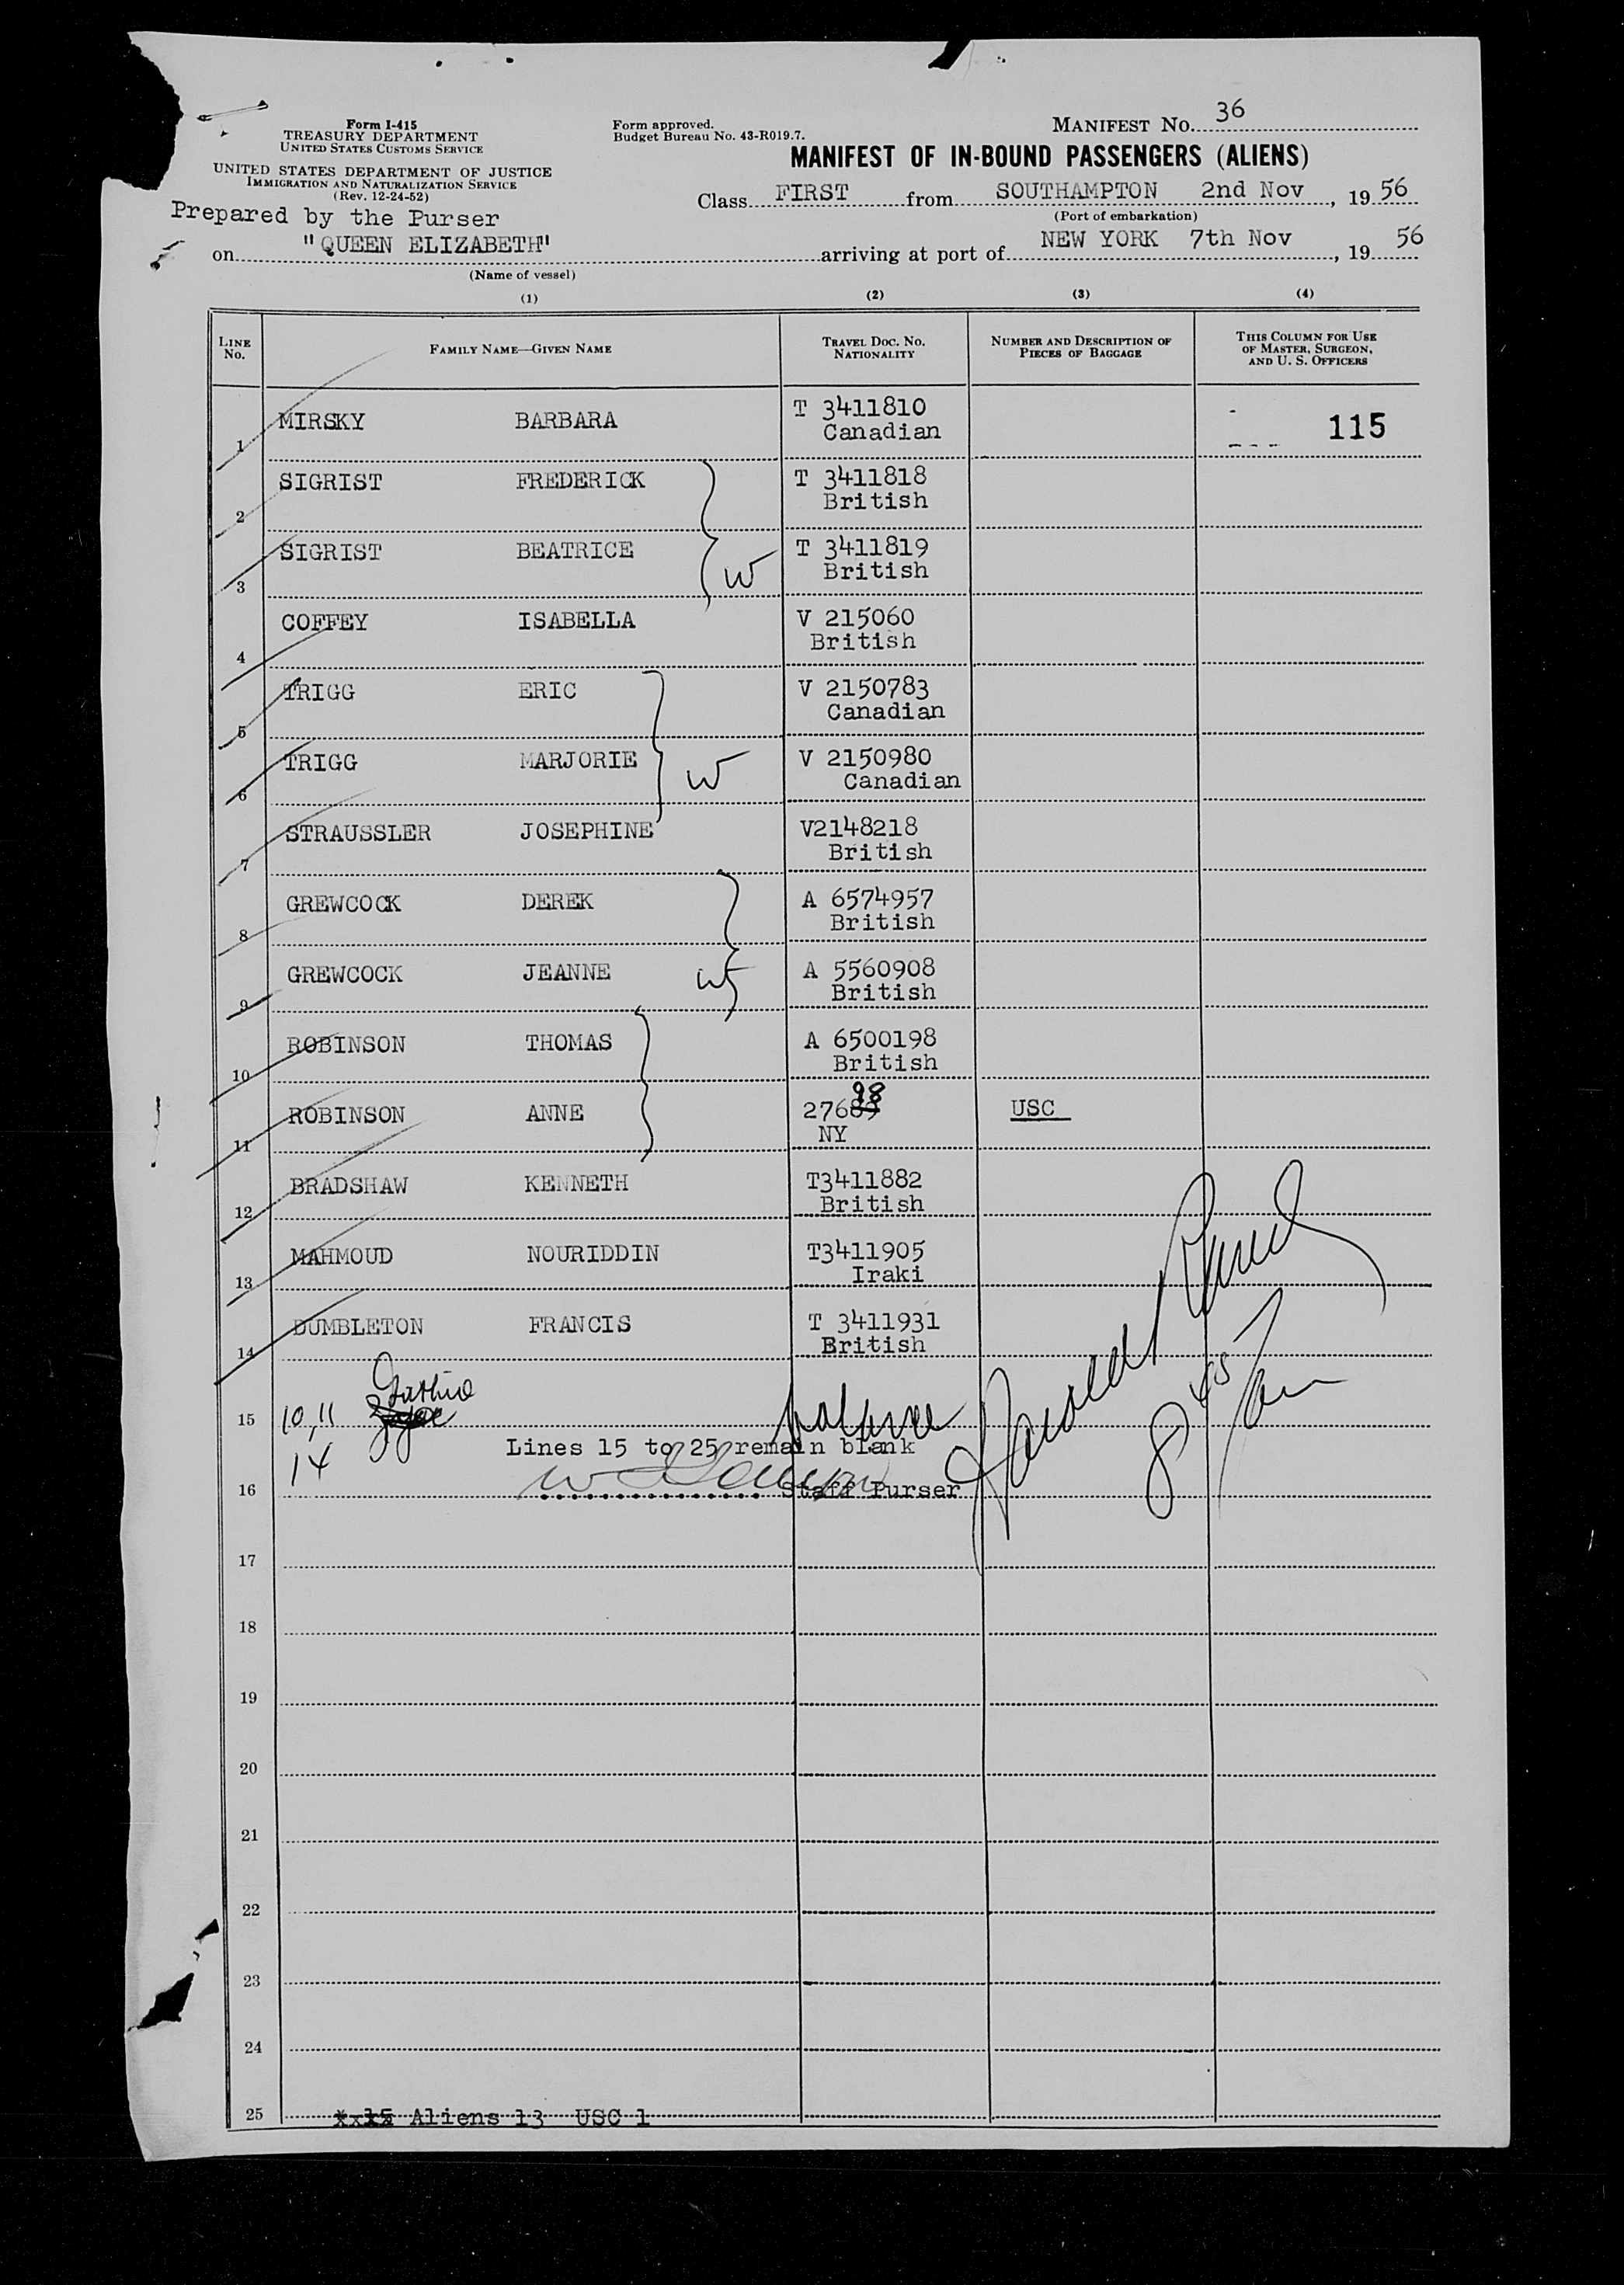 Form I-415
TREASURY DEPARTMENT
UNITED STATES CUSTOMS SERVICE
UNITED STATES DEPARTMENT OF JUSTICE
IMMIGRATION AND NATURALIZATION SERVICE
(Rev. 12-24-52)
Form approved.
Budget Bureau No. 43-R019.7.
MANIFEST No. 36
MANIFEST OF IN-BOUND PASSENGERS (ALIENS)
Class FIRST from SOUTHAMPTON 2nd Nov, 19 56
(Port of embarkation)
Prepared by the Purser
on "QUEEN ELIZABETH" arriving at port of NEW YORK 7th Nov, 19 56
(Name of vessel)
(1) (2) (3) (4)
LINE No. FAMILY NAME—GIVEN NAME TRAVEL DOC. NO. NATIONALITY NUMBER AND DESCRIPTION OF PIECES OF BAGGAGE THIS COLUMN FOR USE OF MASTER, SURGEON, AND U. S. OFFICERS
1 MIRSKY BARBARA T 3411810 Canadian 115
2 SIGRIST FREDERICK T 3411818 British
3 SIGRIST BEATRICE W T 3411819 British
4 COFFEY ISABELLA V 215060 British
5 TRIGG ERIC V 2150783 Canadian
6 TRIGG MARJORIE W V 2150980 Canadian
7 STRAUSSLER JOSEPHINE V2148218 British
8 GREWCOCK DEREK A 6574957 British
9 GREWCOCK JEANNE W A 5560908 British
10 ROBINSON THOMAS A 6500198 British
11 ROBINSON ANNE 27689 98 NY USC
12 BRADSHAW KENNETH T3411882 British
13 MAHMOUD NOURIDDIN T3411905 Iraki
14 DUMBLETON FRANCIS T 3411931 British
15 10, 11
14
Lines 15 to 25 remain blank
16 Staff Purser
8 45
17
18
19
20
21
22
23
24
25 Aliens 13 USC 1